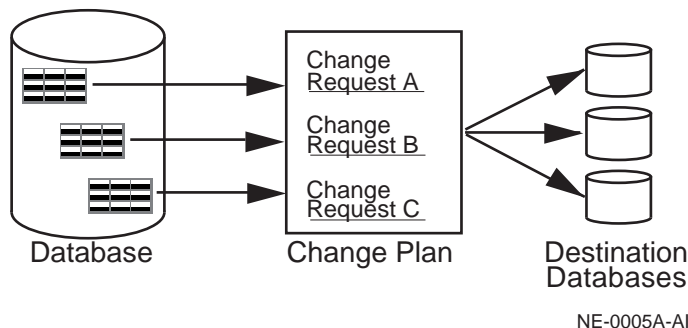 Change
Request A
Change
Request B
Change
Request C
Database
Change Plan
Destination
Databases
NE-0005A-AI